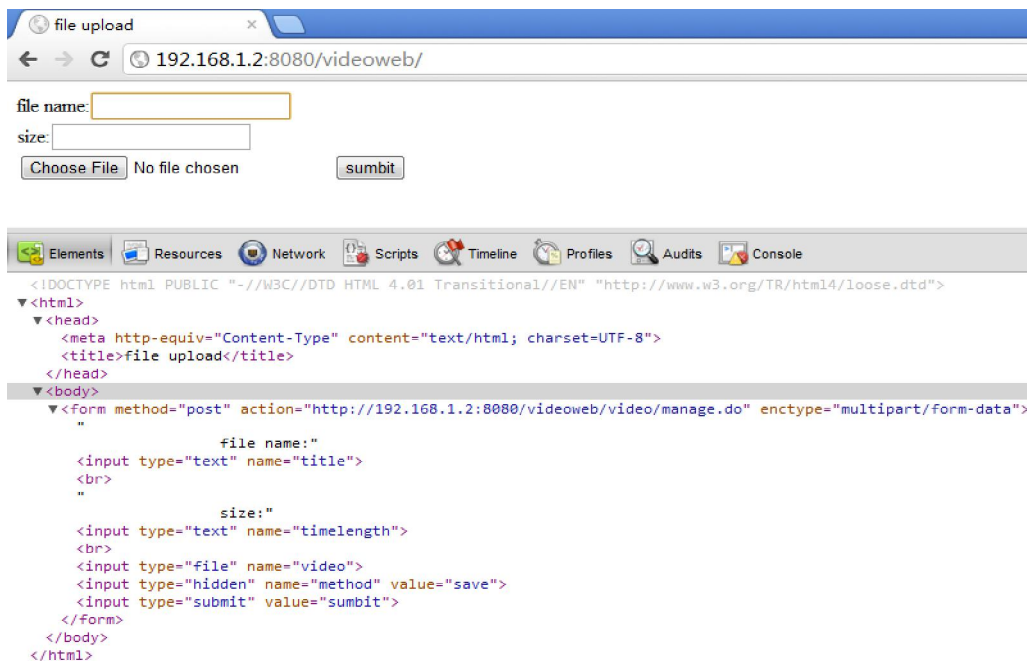 file upload
192.168.1.2:8080/videoweb/
file name:
size:
Choose File No file chosen sumbit
Elements Resources Network Scripts Timeline Profiles Audits Console
<!DOCTYPE html PUBLIC "-//W3C//DTD HTML 4.01 Transitional//EN" "http://www.w3.org/TR/html4/loose.dtd">
▼<html>
▼<head>
<meta http-equiv="Content-Type" content="text/html; charset=UTF-8">
<title>file upload</title>
</head>
▼<body>
▼<form method="post" action="http://192.168.1.2:8080/videoweb/video/manage.do" enctype="multipart/form-data">
"
file name:"
<input type="text" name="title">
<br>
"
size:"
<input type="text" name="timelength">
<br>
<input type="file" name="video">
<input type="hidden" name="method" value="save">
<input type="submit" value="sumbit">
</form>
</body>
</html>